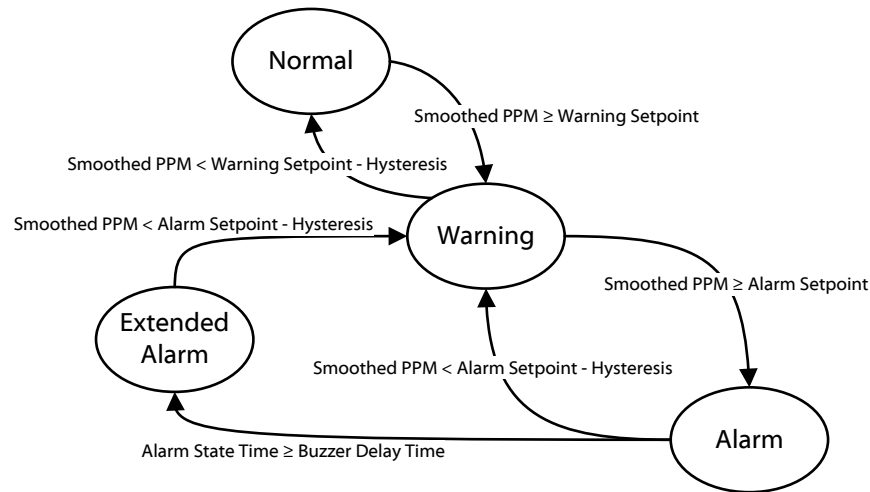 Normal
Smoothed PPM ≥ Warning Setpoint
Smoothed PPM < Warning Setpoint - Hysteresis
Smoothed PPM < Alarm Setpoint - Hysteresis
Warning
Smoothed PPM ≥ Alarm Setpoint
Extended
Alarm
Smoothed PPM < Alarm Setpoint - Hysteresis
Alarm
Alarm State Time ≥ Buzzer Delay Time